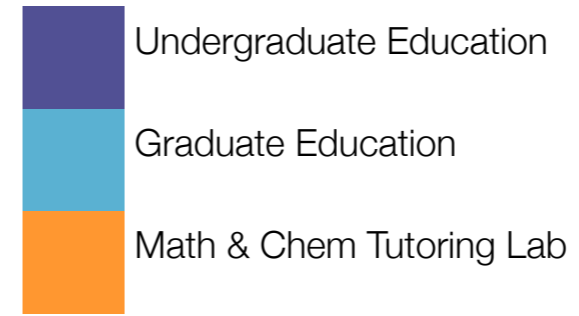 Undergraduate Education
Graduate Education
Math & Chem Tutoring Lab